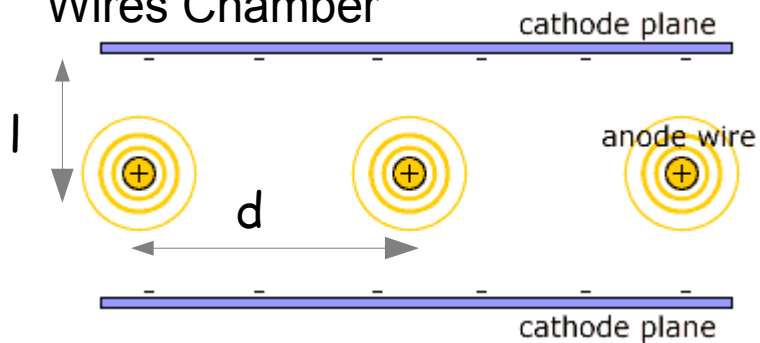 Wires Chamber
cathode plane
- - - - - -
l
anode wire
+ + +
d
- - - - - -
cathode plane